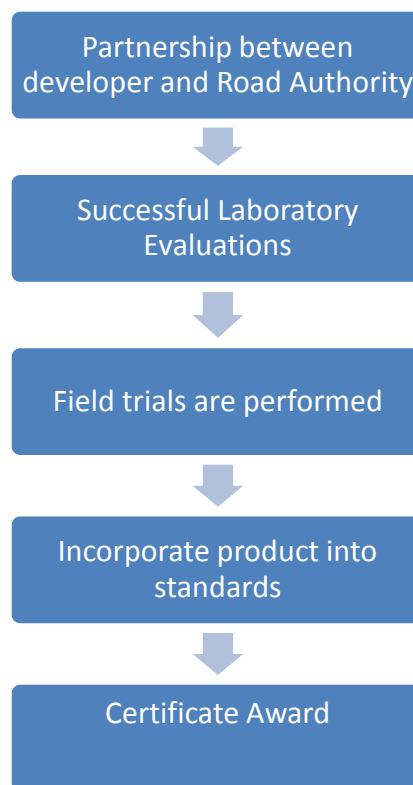 Partnership between
developer and Road Authority
Successful Laboratory
Evaluations
Field trials are performed
Incorporate product into
standards
Certificate Award